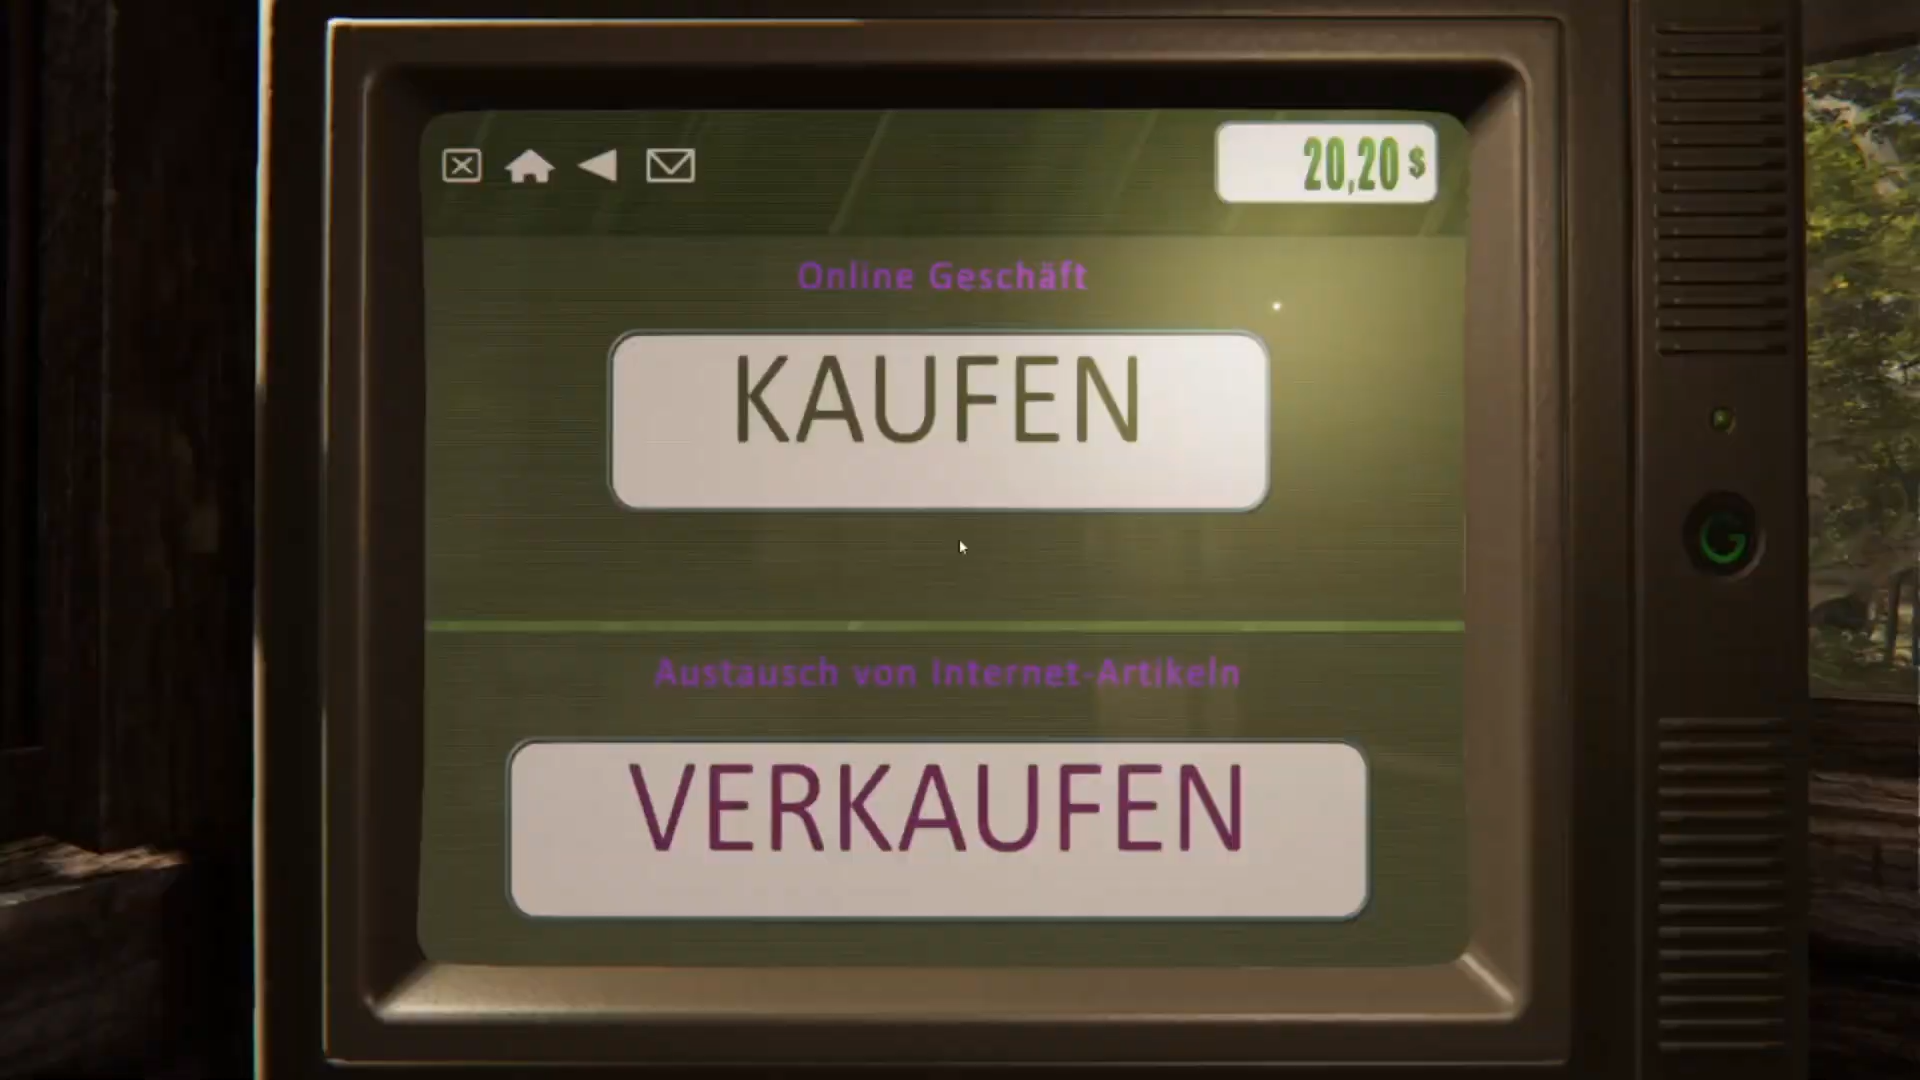 20,20 $
Online Geschäft
KAUFEN
Austausch von Internet-Artikeln
VERKAUFEN
G